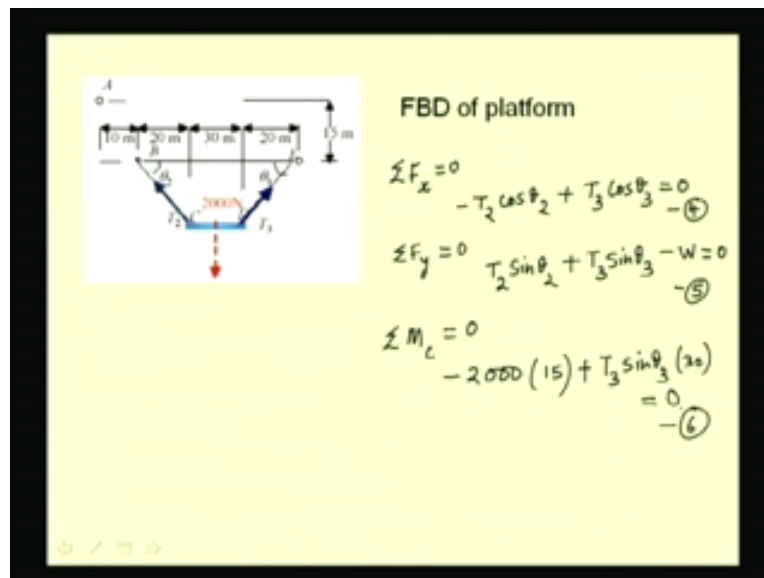 A
10 m 20 m 30 m 20 m 15 m
B
θ₂ θ₃
2000N
T₂ T₃
FBD of platform
ΣFₓ = 0
- T₂ cos θ₂ + T₃ cos θ₃ = 0
- ④
ΣF_y = 0 T₂ sin θ₂ + T₃ sin θ₃ - W = 0
- ⑤
Σ M_c = 0
- 2000 (15) + T₃ sin θ₃ (30)
= 0.
- ⑥